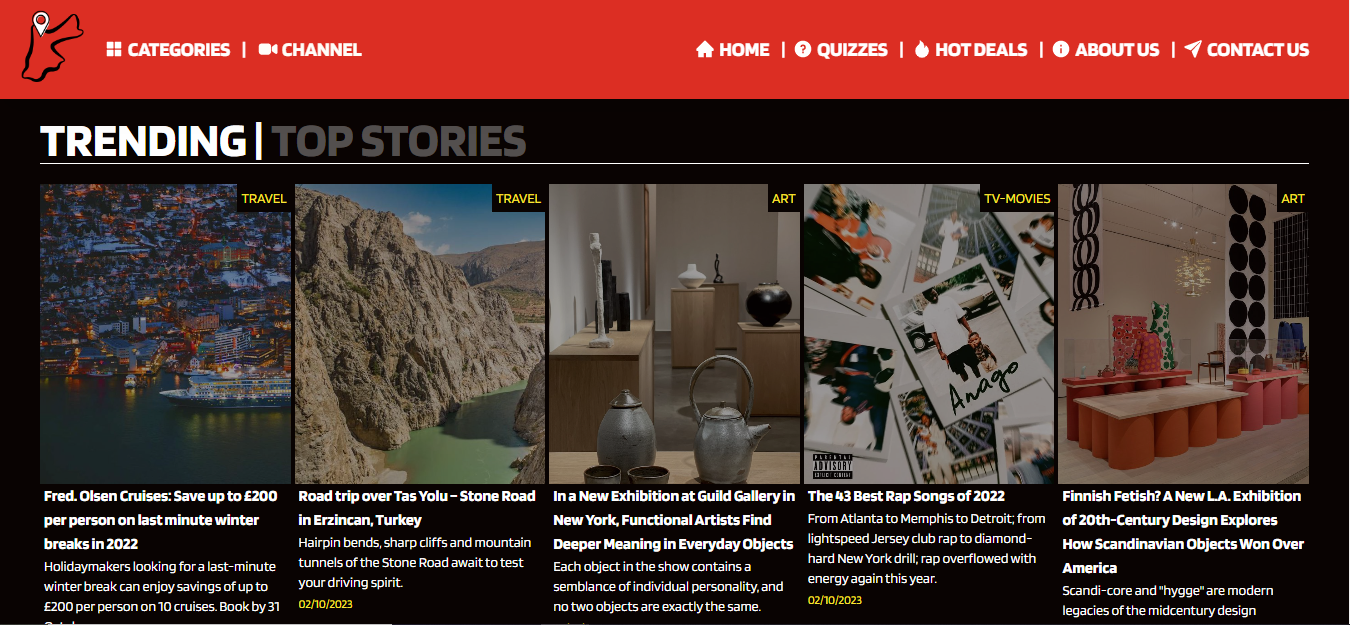 CATEGORIES | CHANNEL
HOME | QUIZZES | HOT DEALS | ABOUT US | CONTACT US
TRENDING | TOP STORIES
TRAVEL
Fred. Olsen Cruises: Save up to £200
per person on last minute winter
breaks in 2022
Holidaymakers looking for a last-minute
winter break can enjoy savings of up to
£200 per person on 10 cruises. Book by 31
TRAVEL
Road trip over Tas Yolu – Stone Road
in Erzincan, Turkey
Hairpin bends, sharp cliffs and mountain
tunnels of the Stone Road await to test
your driving spirit.
02/10/2023
ART
In a New Exhibition at Guild Gallery in
New York, Functional Artists Find
Deeper Meaning in Everyday Objects
Each object in the show contains a
semblance of individual personality, and
no two objects are exactly the same.
TV-MOVIES
Anago
PARENTAL
ADVISORY
EXPLICIT CONTENT
The 43 Best Rap Songs of 2022
From Atlanta to Memphis to Detroit; from
lightspeed Jersey club rap to diamond-
hard New York drill; rap overflowed with
energy again this year.
02/10/2023
ART
Finnish Fetish? A New L.A. Exhibition
of 20th-Century Design Explores
How Scandinavian Objects Won Over
America
Scandi-core and "hygge" are modern
legacies of the midcentury design